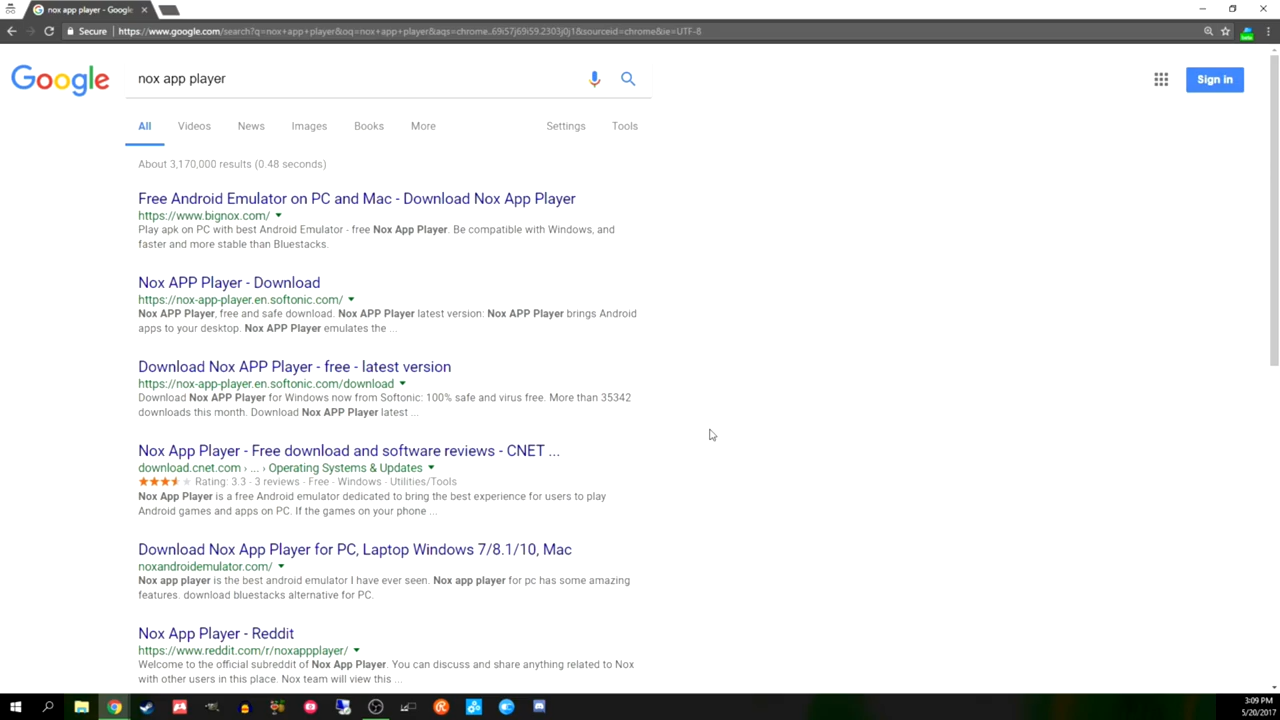 nox app player - Google
Secure
https://www.google.com/search?q=nox+app+player&oq=nox+app+player&aqs=chrome..69i57j69i59.2303j0j1&sourceid=chrome&ie=UTF-8
Google
nox app player
Sign in
All Videos News Images Books More Settings Tools
About 3,170,000 results (0.48 seconds)
Free Android Emulator on PC and Mac - Download Nox App Player
https://www.bignox.com/
Play apk on PC with best Android Emulator - free Nox App Player. Be compatible with Windows, and
faster and more stable than Bluestacks.
Nox APP Player - Download
https://nox-app-player.en.softonic.com/
Nox APP Player, free and safe download. Nox APP Player latest version: Nox APP Player brings Android
apps to your desktop. Nox APP Player emulates the ...
Download Nox APP Player - free - latest version
https://nox-app-player.en.softonic.com/download
Download Nox APP Player for Windows now from Softonic: 100% safe and virus free. More than 35342
downloads this month. Download Nox APP Player latest ...
Nox App Player - Free download and software reviews - CNET ...
download.cnet.com › ... › Operating Systems & Updates
Rating: 3.3 - 3 reviews - Free - Windows - Utilities/Tools
Nox App Player is a free Android emulator dedicated to bring the best experience for users to play
Android games and apps on PC. If the games on your phone ...
Download Nox App Player for PC, Laptop Windows 7/8.1/10, Mac
noxandroidemulator.com/
Nox app player is the best android emulator I have ever seen. Nox app player for pc has some amazing
features. download bluestacks alternative for PC.
Nox App Player - Reddit
https://www.reddit.com/r/noxappplayer/
Welcome to the official subreddit of Nox App Player. You can discuss and share anything related to Nox
with other users in this place. Nox team will view this ...
3:09 PM
5/20/2017